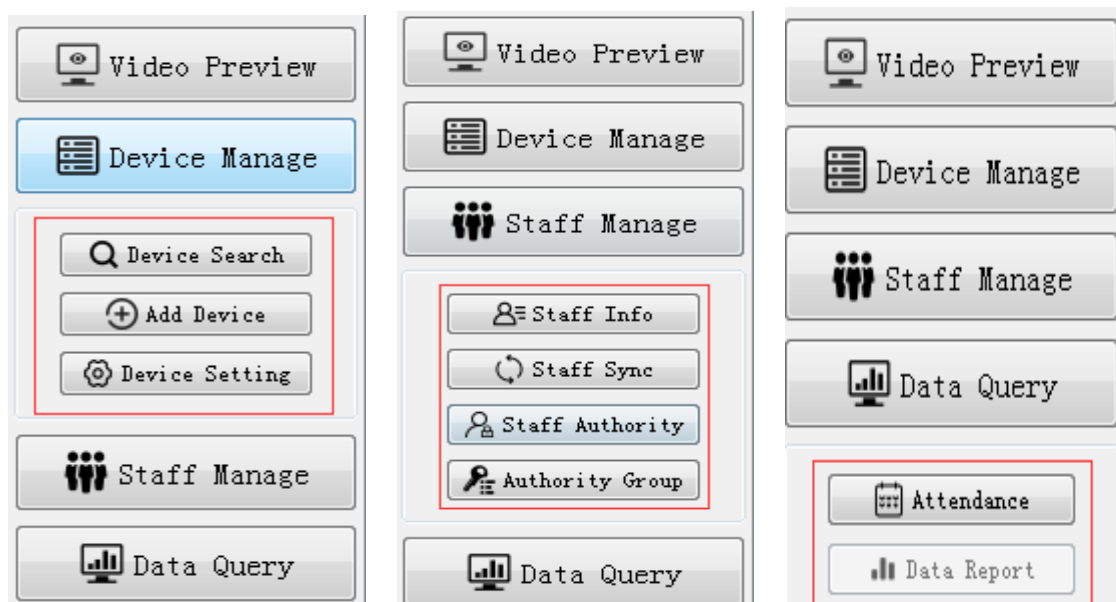 Video Preview
Device Manage
Device Search
Add Device
Device Setting
Staff Manage
Data Query
Video Preview
Device Manage
Staff Manage
Staff Info
Staff Sync
Staff Authority
Authority Group
Data Query
Video Preview
Device Manage
Staff Manage
Data Query
Attendance
Data Report